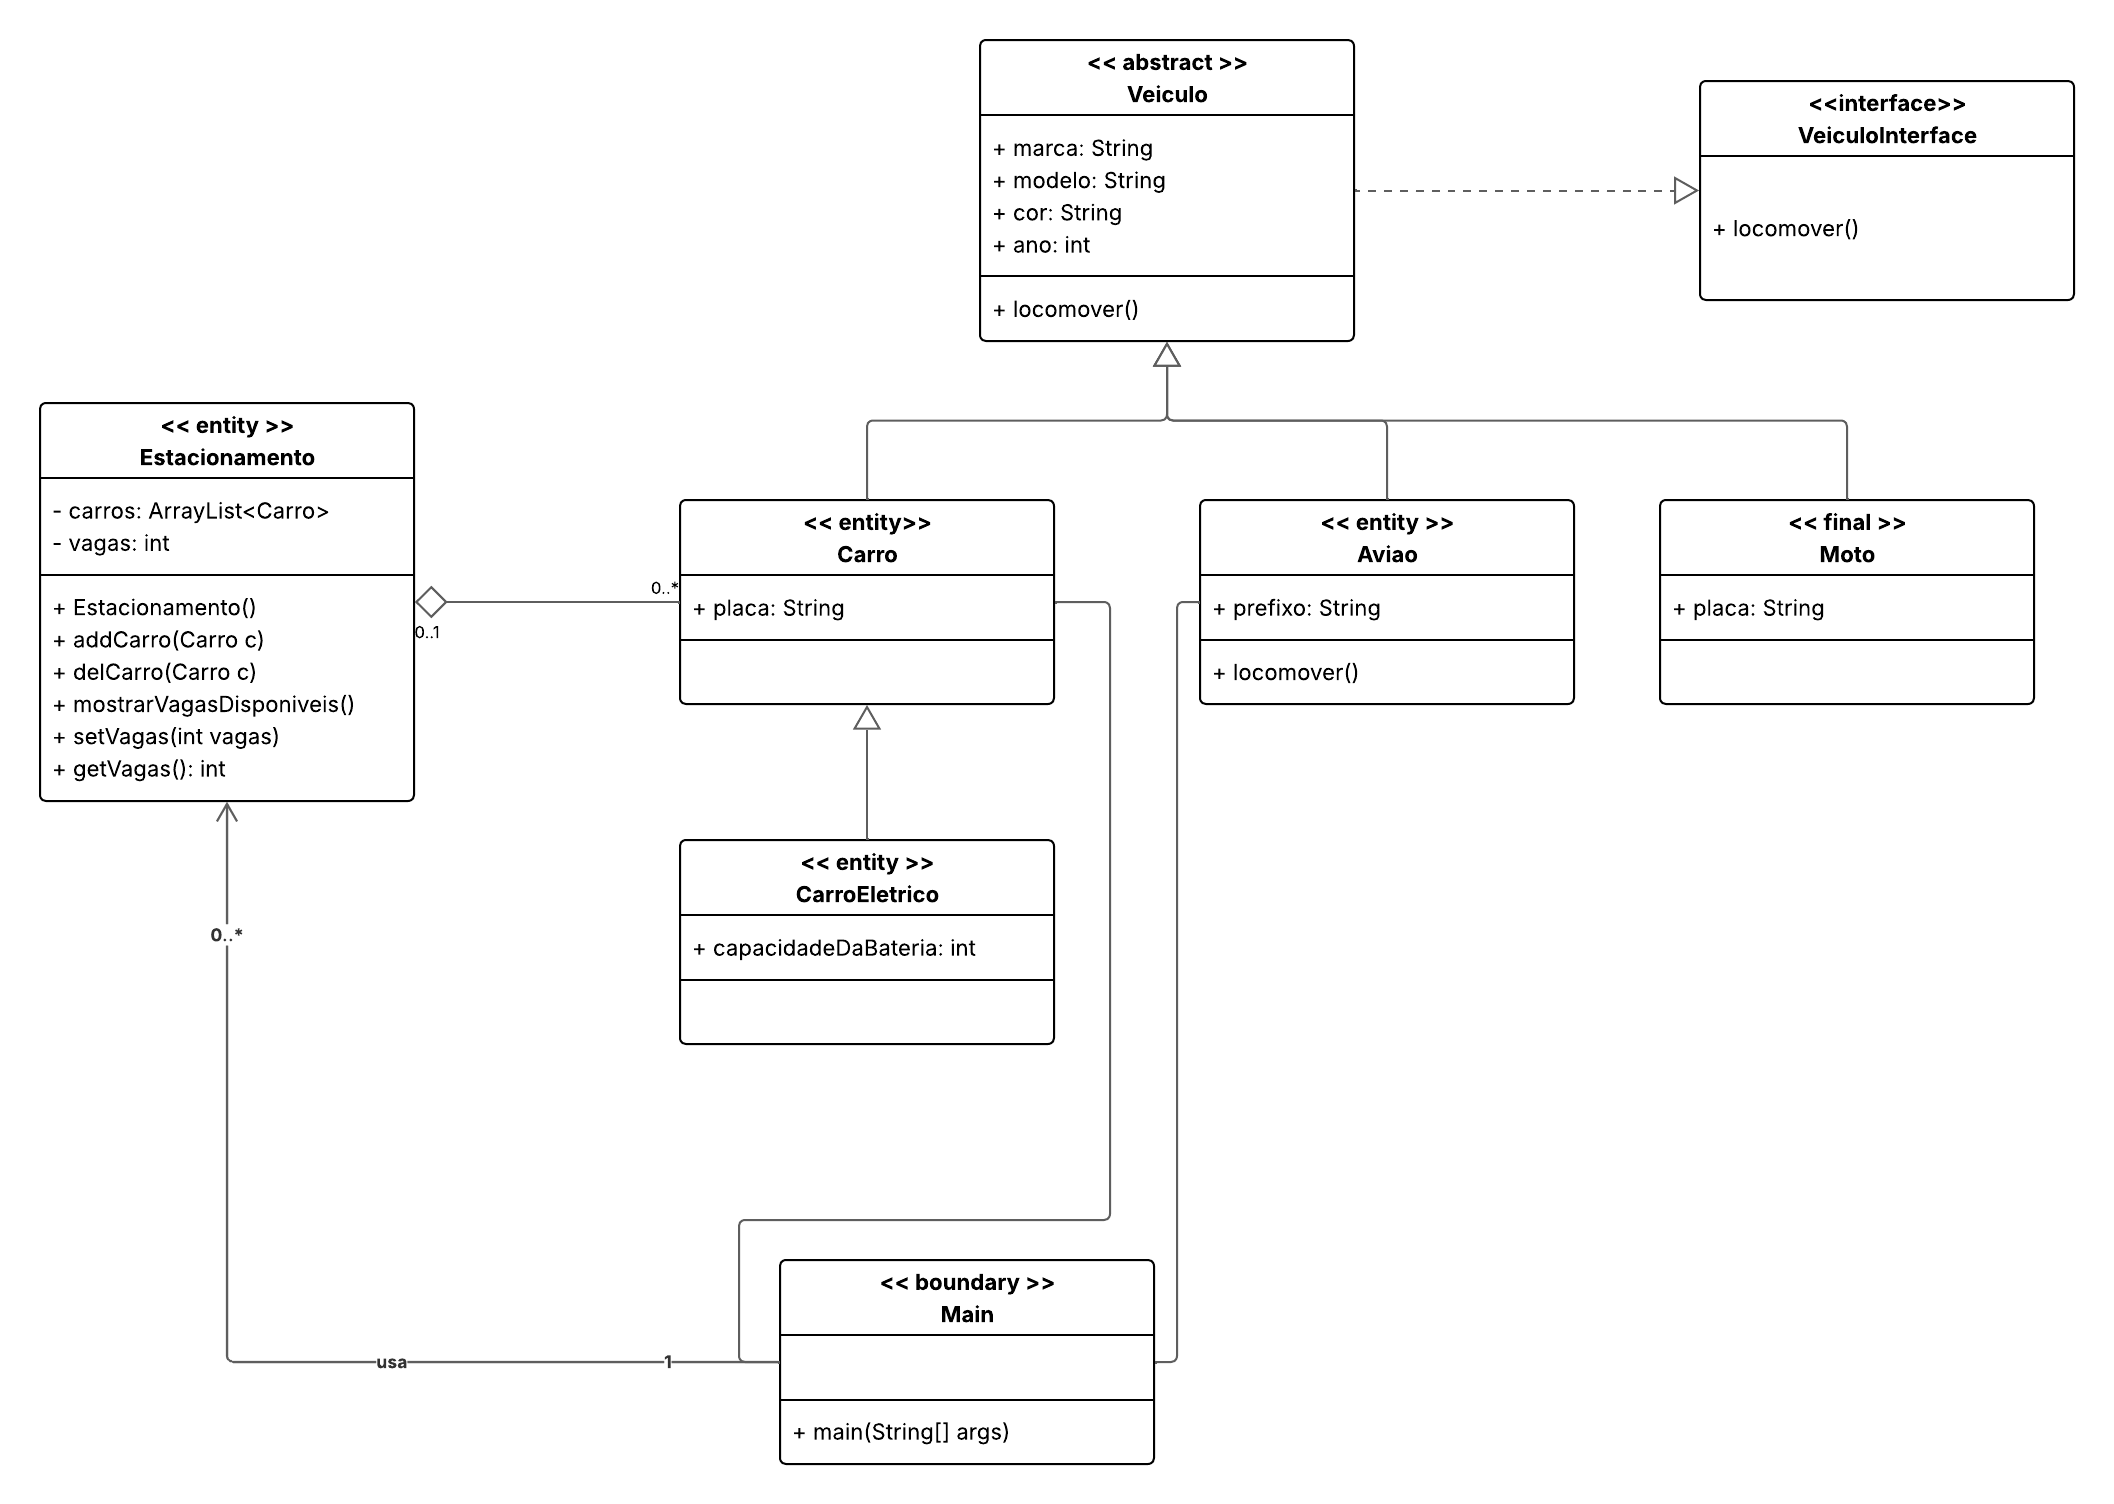 << abstract >>
Veiculo
+ marca: String
+ modelo: String
+ cor: String
+ ano: int
+ locomover()
<<interface>>
VeiculoInterface
+ locomover()
<< entity >>
Estacionamento
- carros: ArrayList<Carro>
- vagas: int
+ Estacionamento()
+ addCarro(Carro c)
+ delCarro(Carro c)
+ mostrarVagasDisponiveis()
+ setVagas(int vagas)
+ getVagas(): int
0..1
0..*
<< entity>>
Carro
+ placa: String
<< entity >>
Aviao
+ prefixo: String
+ locomover()
<< final >>
Moto
+ placa: String
<< entity >>
CarroEletrico
+ capacidadeDaBateria: int
0..*
usa
1
<< boundary >>
Main
+ main(String[] args)